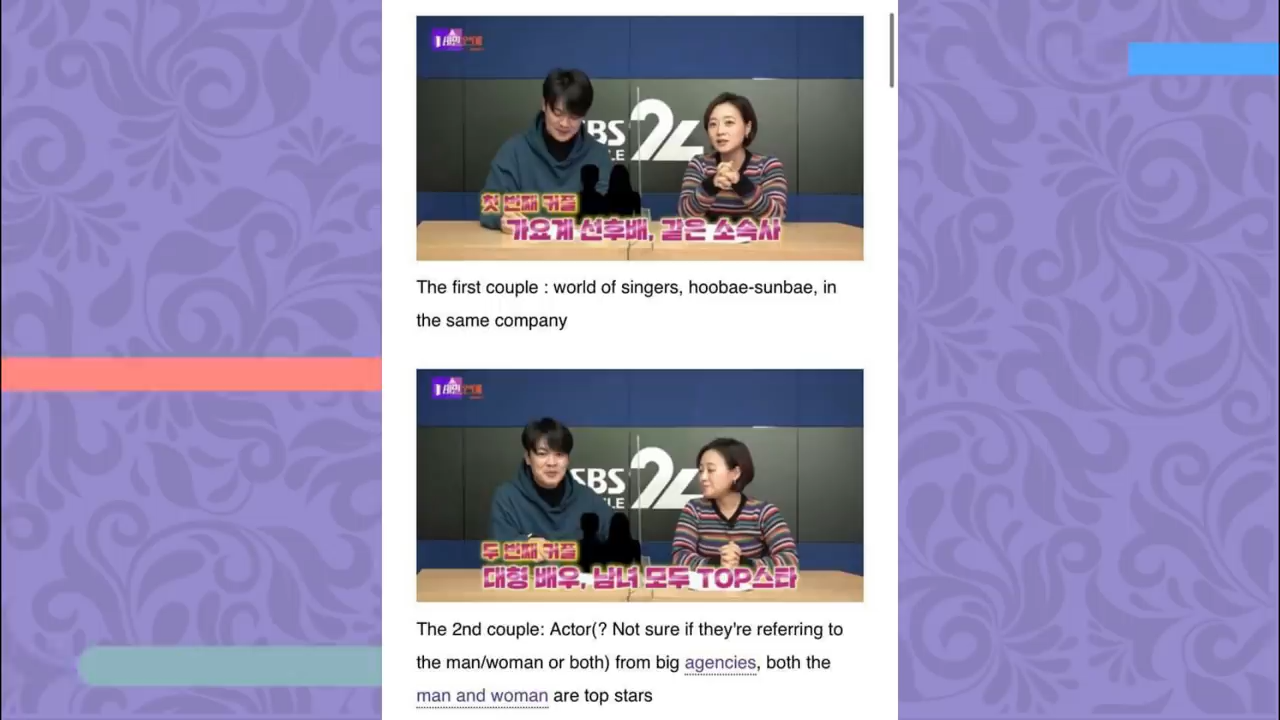 SBS 24
첫 번째 커플
가요계 선후배, 같은 소속사
The first couple : world of singers, hoobae-sunbae, in
the same company
SBS 24
두 번째 커플
대형 배우, 남녀 모두 TOP스타
The 2nd couple: Actor(? Not sure if they're referring to
the man/woman or both) from big agencies, both the
man and woman are top stars